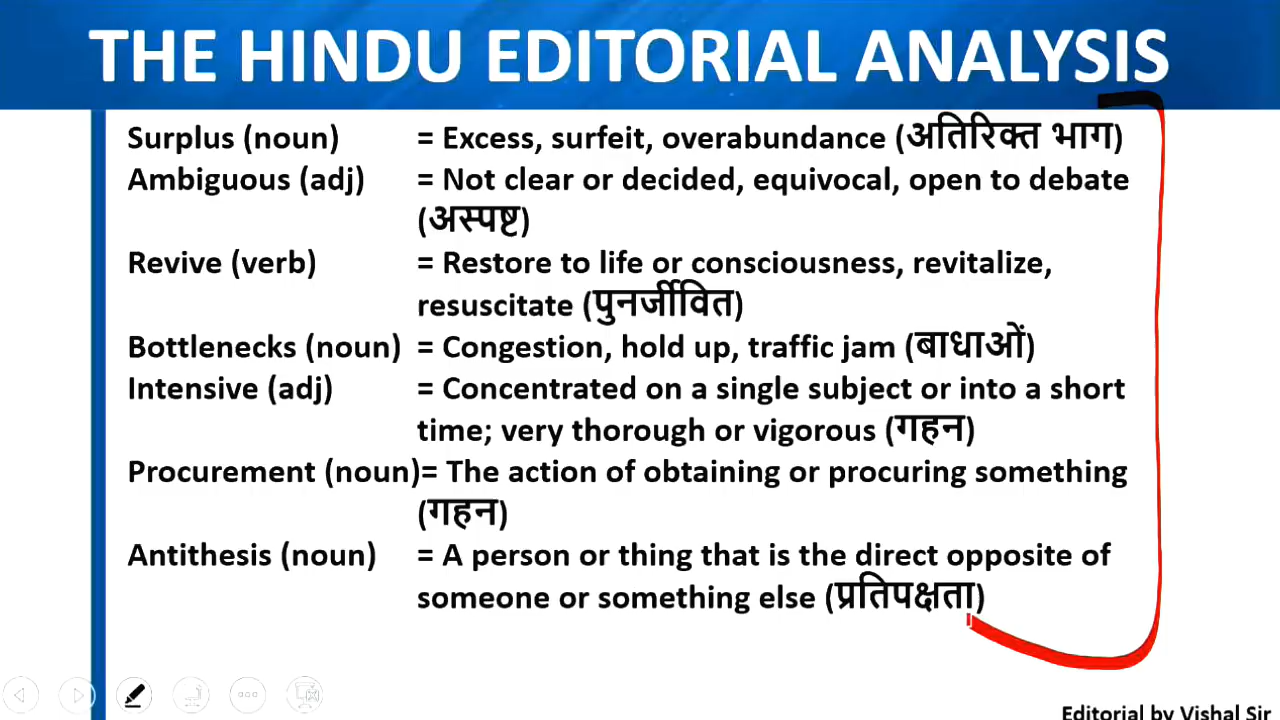 THE HINDU EDITORIAL ANALYSIS
Surplus (noun) = Excess, surfeit, overabundance (अतिरिक्त भाग)
Ambiguous (adj) = Not clear or decided, equivocal, open to debate
(अस्पष्ट)
Revive (verb) = Restore to life or consciousness, revitalize,
resuscitate (पुनर्जीवित)
Bottlenecks (noun) = Congestion, hold up, traffic jam (बाधाओं)
Intensive (adj) = Concentrated on a single subject or into a short
time; very thorough or vigorous (गहन)
Procurement (noun)= The action of obtaining or procuring something
(गहन)
Antithesis (noun) = A person or thing that is the direct opposite of
someone or something else (प्रतिपक्षता)
Editorial by Vishal Sir